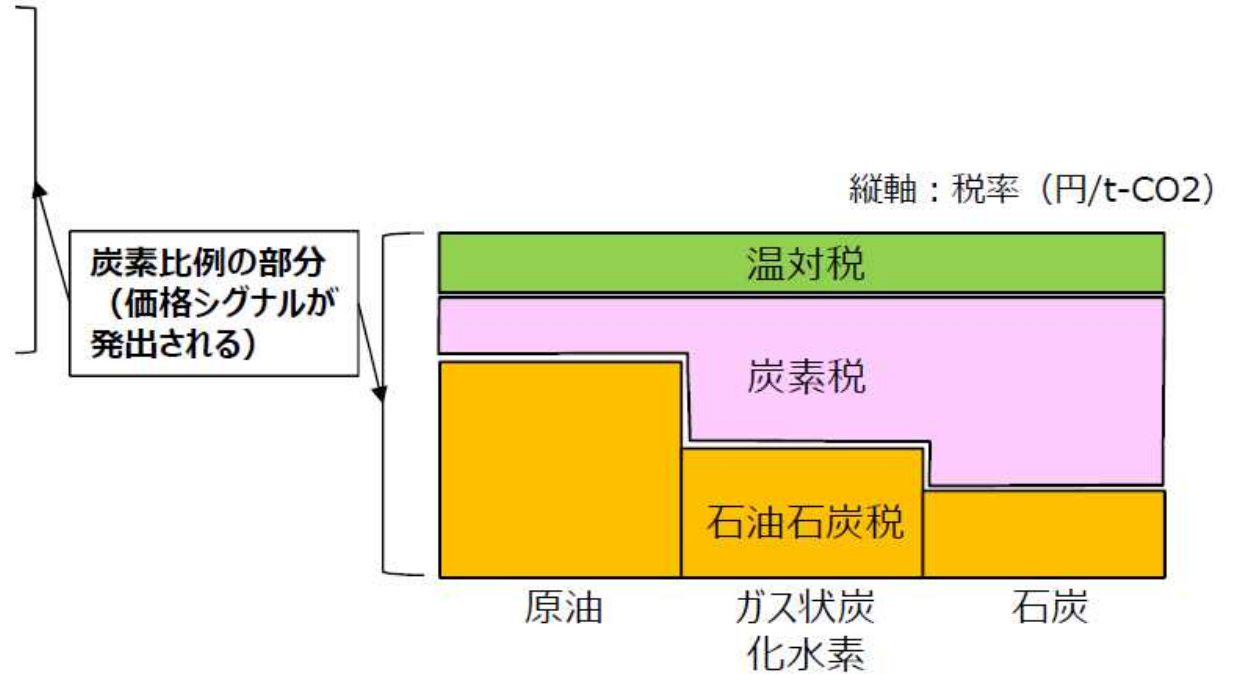 縦軸：税率（円/t-CO2）
炭素比例の部分
（価格シグナルが
発出される）
温対税
炭素税
石油石炭税
原油
ガス状炭
化水素
石炭